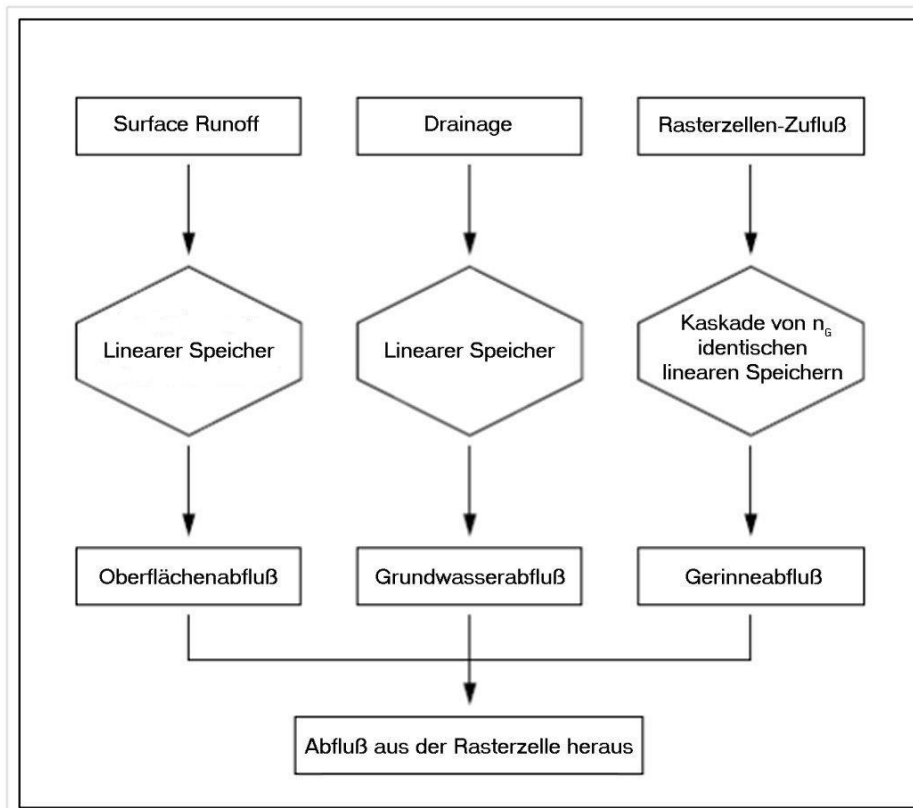 Surface Runoff
Drainage
Rasterzellen-Zufluß
Linearer Speicher
Linearer Speicher
Kaskade von n_G
identischen
linearen Speichern
Oberflächenabfluß
Grundwasserabfluß
Gerinneabfluß
Abfluß aus der Rasterzelle heraus